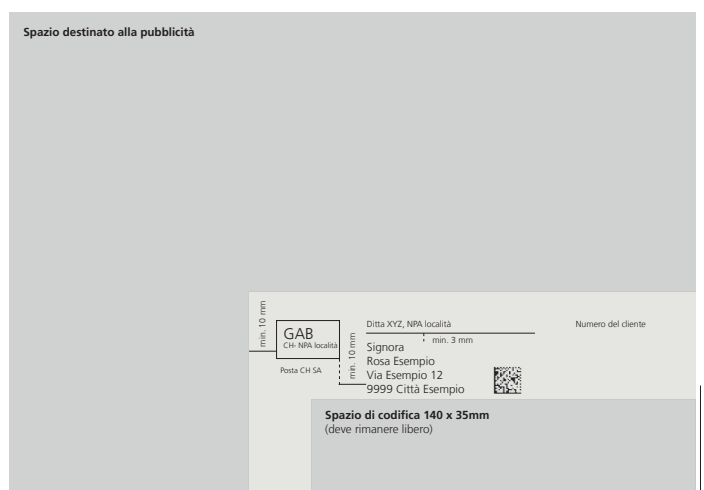 Spazio destinato alla pubblicità
min. 10 mm
GAB
CH- NPA località
Posta CH SA
min. 10 mm
Ditta XYZ, NPA località
Numero del cliente
min. 3 mm
Signora
Rosa Esempio
Via Esempio 12
9999 Città Esempio
Spazio di codifica 140 x 35mm
(deve rimanere libero)